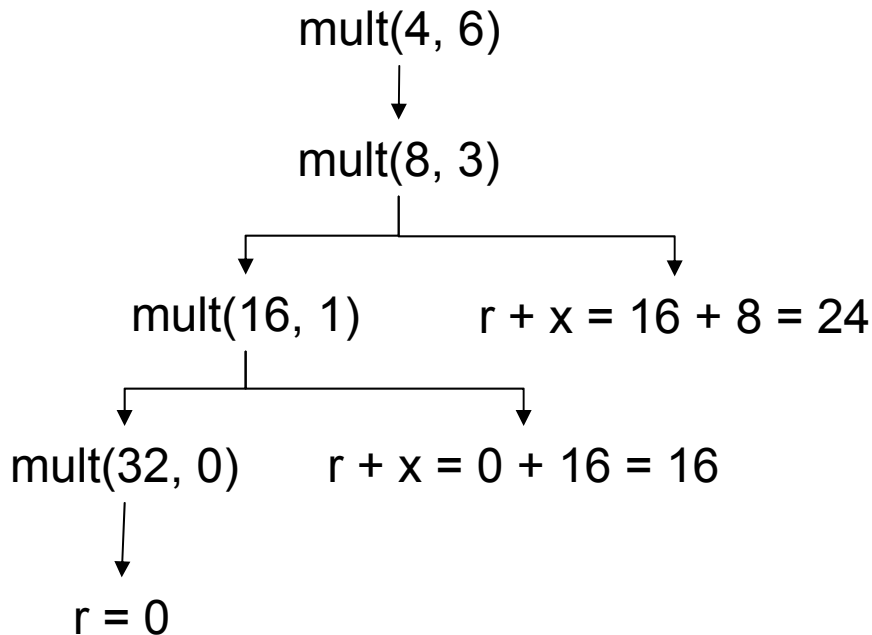 mult(4, 6)
mult(8, 3)
mult(16, 1)
r + x = 16 + 8 = 24
mult(32, 0)
r + x = 0 + 16 = 16
r = 0